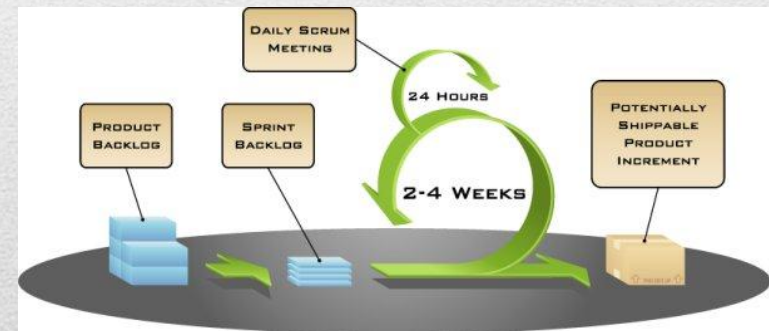 DAILY SCRUM
MEETING
24 HOURS
PRODUCT
BACKLOG
SPRINT
BACKLOG
POTENTIALLY
SHIPPABLE
PRODUCT
INCREMENT
2-4 WEEKS